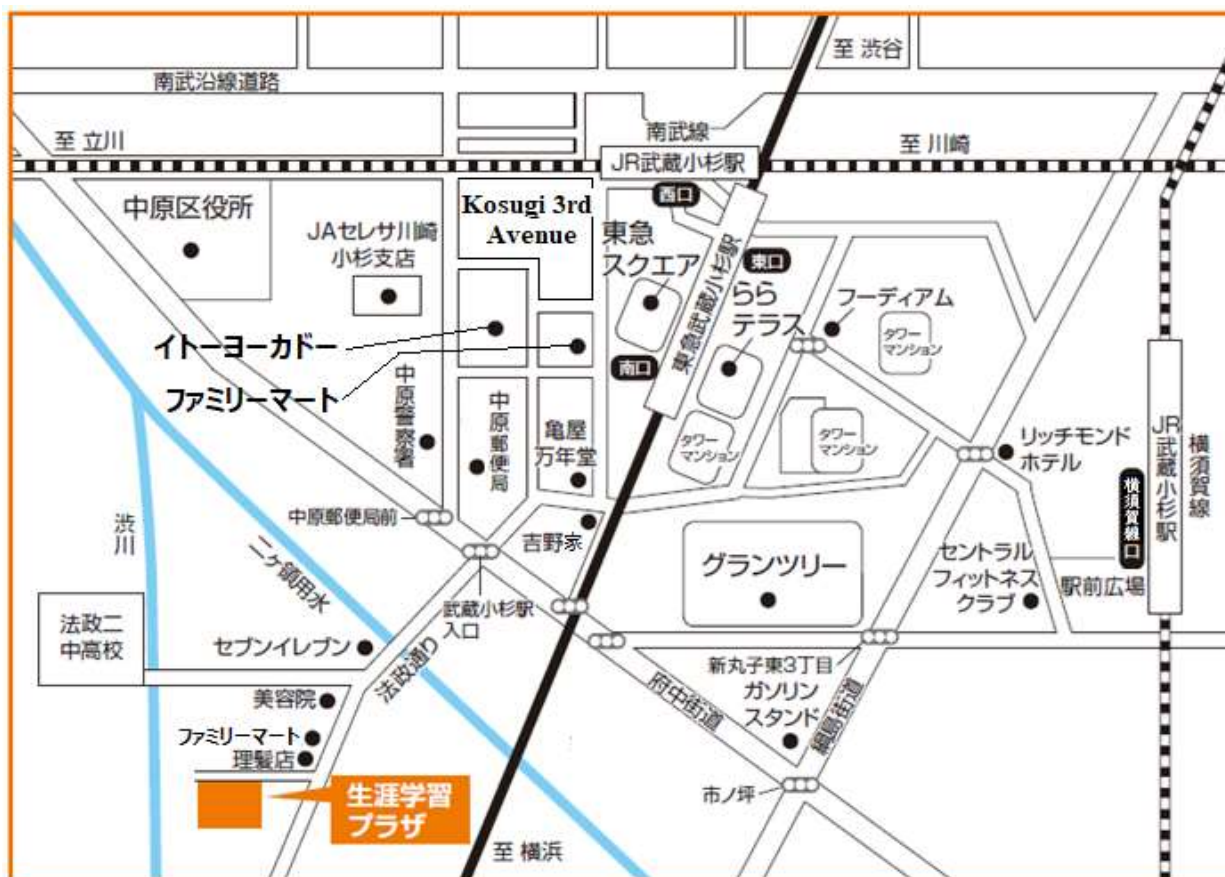 至 渋谷
南武沿線道路
至 立川
南武線
JR武蔵小杉駅
至 川崎
中原区役所
JAセレサ川崎
小杉支店
Kosugi 3rd
Avenue
西口
東急
スクエア
東急武蔵小杉駅
東口
らら
テラス
フーディアム
タワー
マンション
イトーヨーカドー
ファミリーマート
南口
中原警察署
中原郵便局
亀屋
万年堂
タワー
マンション
タワー
マンション
リッチモンド
ホテル
JR武蔵小杉駅
横須賀線
横須賀線口
中原郵便局前
吉野家
渋川
二ヶ領用水
グランツリー
セントラル
フィットネス
クラブ
駅前広場
法政二
中高校
武蔵小杉駅
入口
セブンイレブン
法政通り
新丸子東3丁目
ガソリン
スタンド
府中街道
綱島街道
美容院
ファミリーマート
理髪店
生涯学習
プラザ
市ノ坪
至 横浜